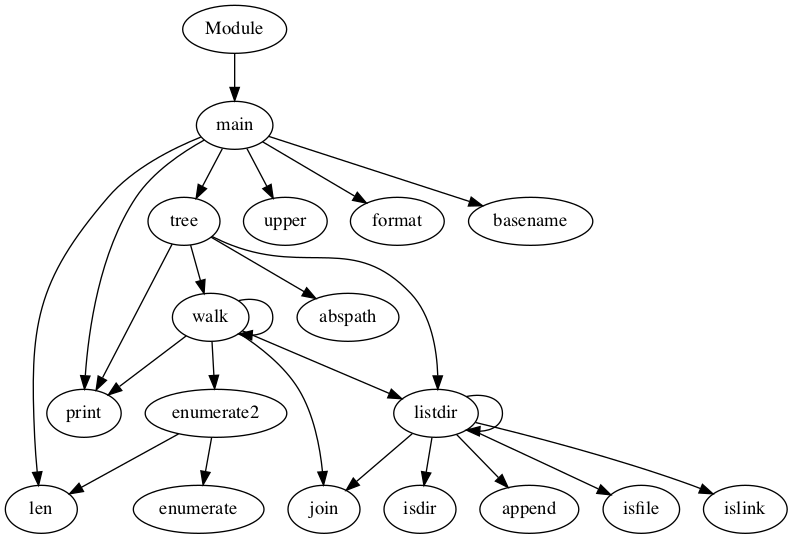 Module
main
tree
upper
format
basename
walk
abspath
print
enumerate2
listdir
len
enumerate
join
isdir
append
isfile
islink